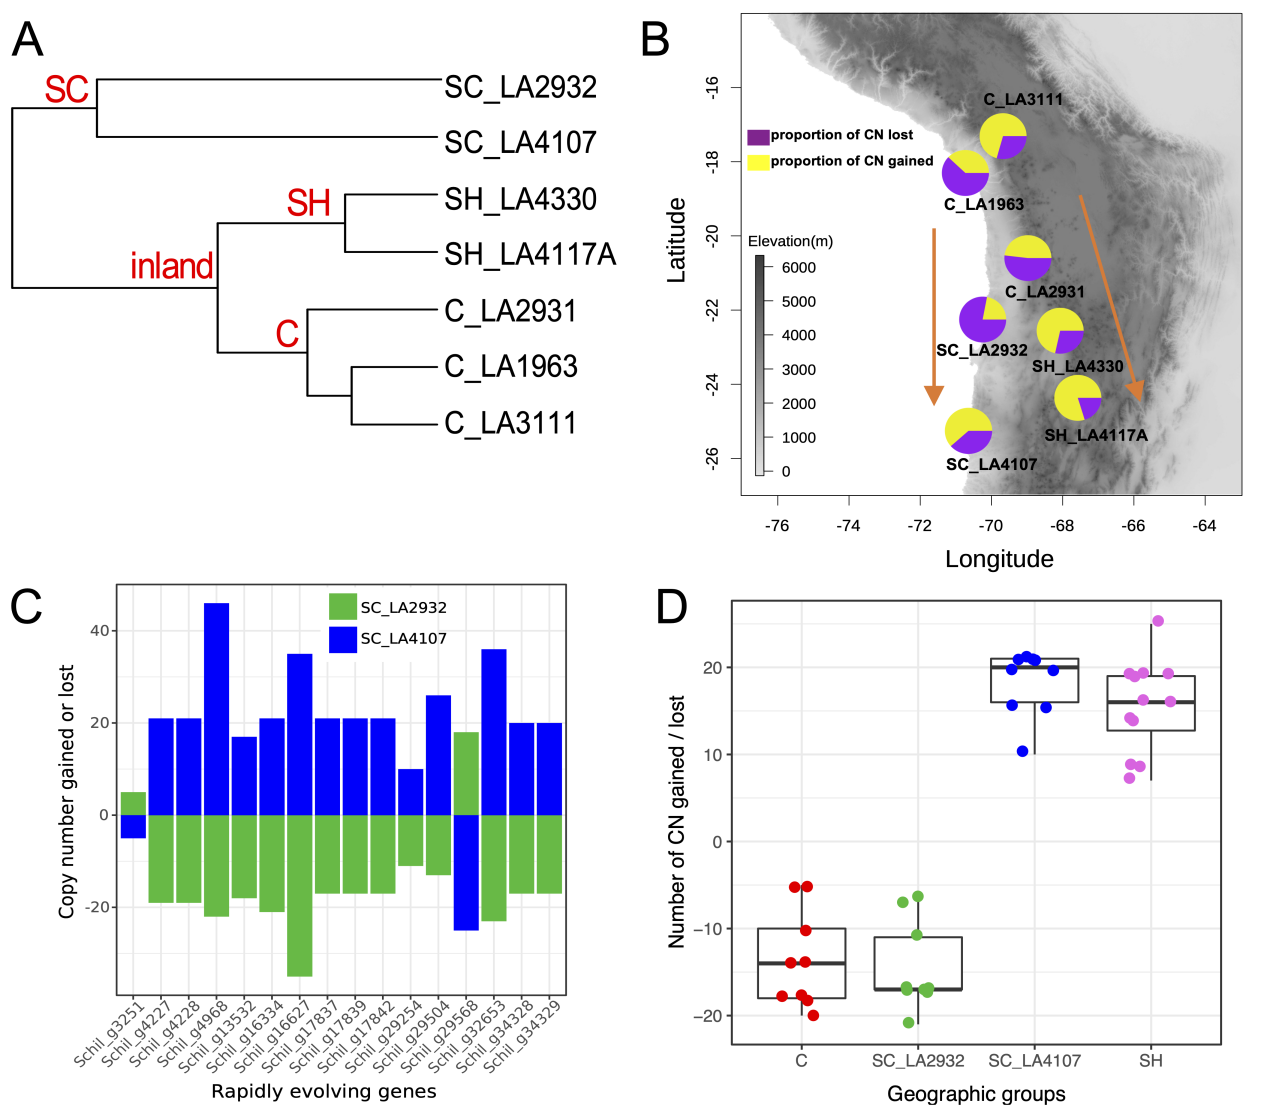 A
SC
SC_LA2932
SC_LA4107
SH
SH_LA4330
SH_LA4117A
inland
C_LA2931
C
C_LA1963
C_LA3111
B
Latitude
-16
-18
-20
-22
-24
-26
proportion of CN lost
proportion of CN gained
Elevation(m)
6000
5000
4000
3000
2000
1000
0
C_LA3111
C_LA1963
C_LA2931
SC_LA2932
SH_LA4330
SH_LA4117A
SC_LA4107
-76 -74 -72 -70 -68 -66 -64
Longitude
C
Copy number gained or lost
40
20
0
-20
SC_LA2932
SC_LA4107
Schil_g3251
Schil_g4227
Schil_g4228
Schil_g4968
Schil_g13532
Schil_g16334
Schil_g16627
Schil_g17837
Schil_g17839
Schil_g17842
Schil_g29254
Schil_g29504
Schil_g29568
Schil_g32653
Schil_g34328
Schil_g34329
Rapidly evolving genes
D
Number of CN gained / lost
20
10
0
−10
−20
C SC_LA2932 SC_LA4107 SH
Geographic groups